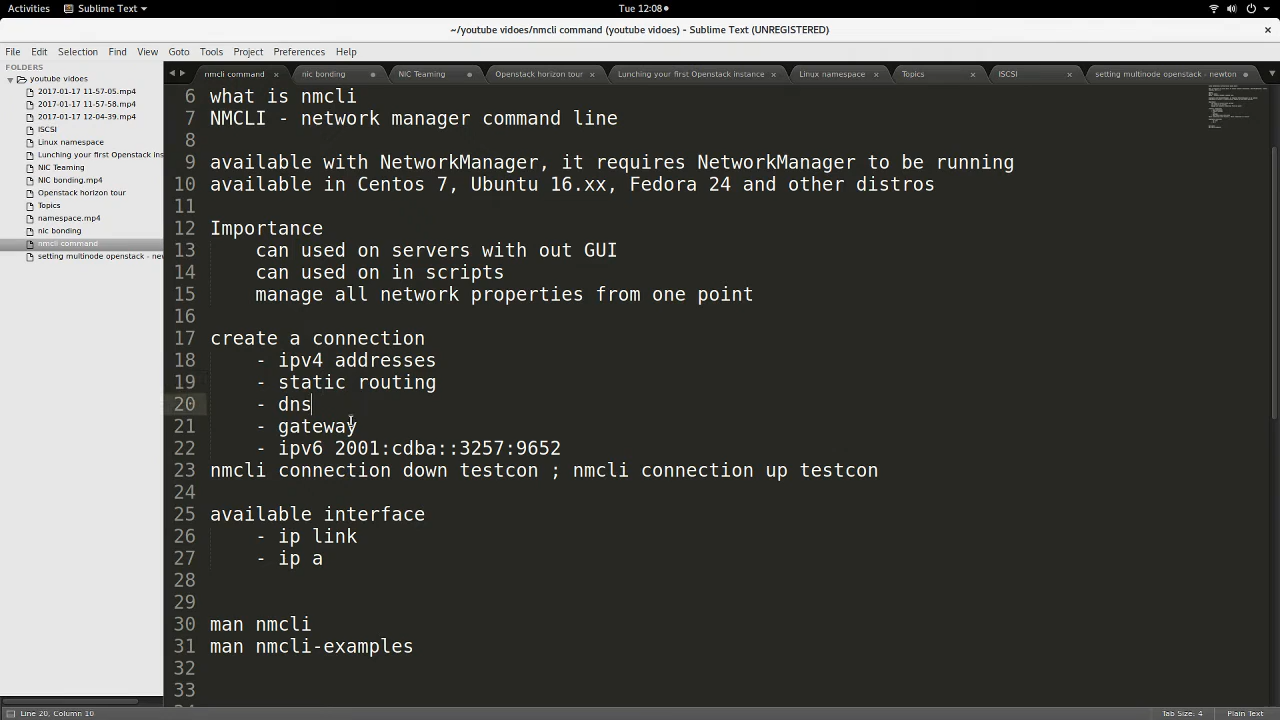 Activities Sublime Text Tue 12:08
~/youtube vidoes/nmcli command (youtube vidoes) - Sublime Text (UNREGISTERED)
File Edit Selection Find View Goto Tools Project Preferences Help
FOLDERS
youtube vidoes
2017-01-17 11-57-05.mp4
2017-01-17 11-57-58.mp4
2017-01-17 12-04-39.mp4
ISCSI
Linux namespace
Lunching your first Openstack ins
NIC Teaming
NIC bonding.mp4
Openstack horizon tour
Topics
namespace.mp4
nic bonding
nmcli command
setting multinode openstack - new
nmcli command nic bonding NIC Teaming Openstack horizon tour Lunching your first Openstack instance Linux namespace Topics ISCSI setting multinode openstack - newton
6 what is nmcli
7 NMCLI - network manager command line
8
9 available with NetworkManager, it requires NetworkManager to be running
10 available in Centos 7, Ubuntu 16.xx, Fedora 24 and other distros
11
12 Importance
13 can used on servers with out GUI
14 can used on in scripts
15 manage all network properties from one point
16
17 create a connection
18 - ipv4 addresses
19 - static routing
20 - dns
21 - gateway
22 - ipv6 2001:cdba::3257:9652
23 nmcli connection down testcon ; nmcli connection up testcon
24
25 available interface
26 - ip link
27 - ip a
28
29
30 man nmcli
31 man nmcli-examples
32
33
Line 20, Column 10 Tab Size: 4 Plain Text